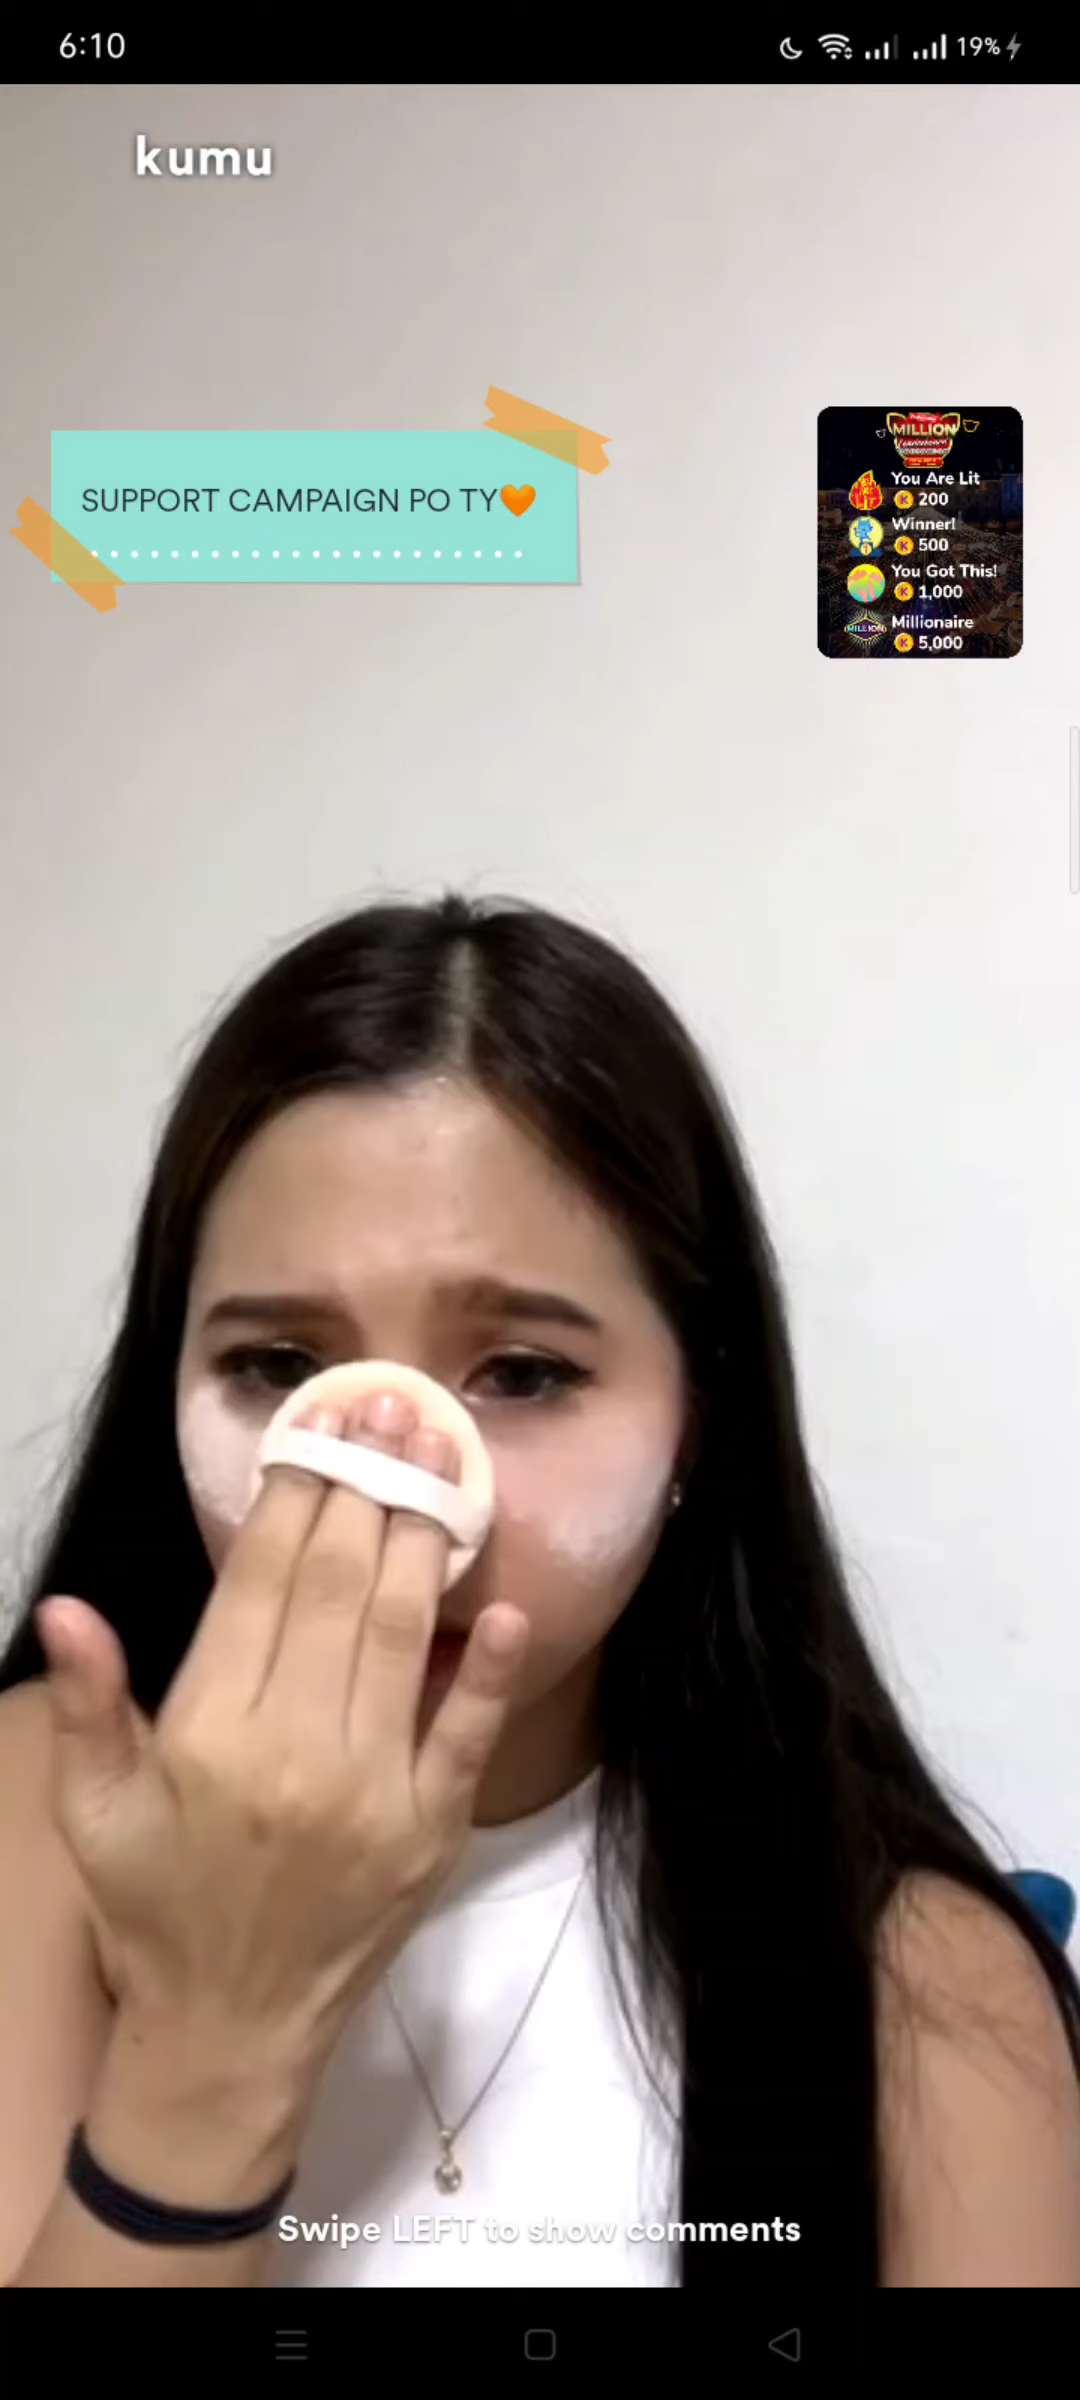 6:10
19%
kumu
SUPPORT CAMPAIGN PO TY🧡
MILLION
You Are Lit
K 200
Winner!
K 500
You Got This!
K 1,000
MILLION
Millionaire
K 5,000
Swipe LEFT to show comments